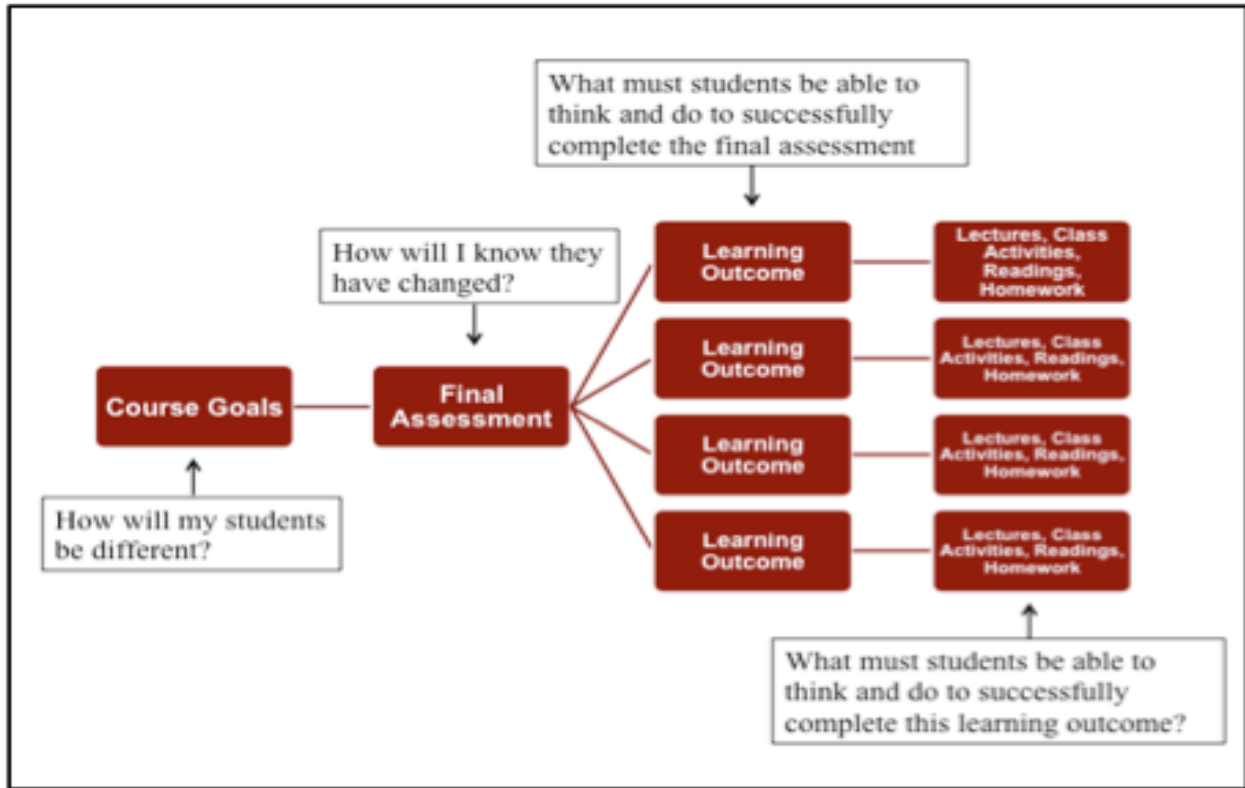 What must students be able to
think and do to successfully
complete the final assessment
How will I know they
have changed?
Learning
Outcome
Lectures, Class
Activities,
Readings,
Homework
Learning
Outcome
Lectures, Class
Activities, Readings,
Homework
Course Goals
Final
Assessment
Learning
Outcome
Lectures, Class
Activities, Readings,
Homework
How will my students
be different?
Learning
Outcome
Lectures, Class
Activities, Readings,
Homework
What must students be able to
think and do to successfully
complete this learning outcome?